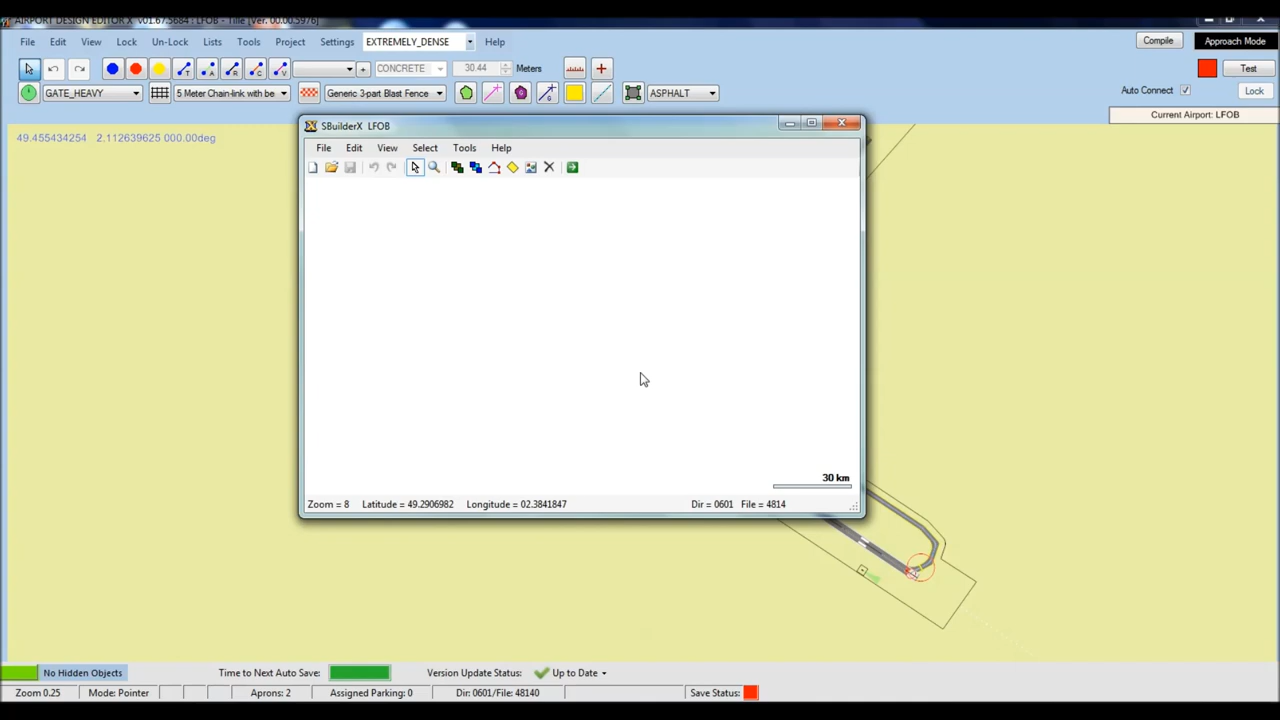 AIRPORT DESIGN EDITOR X v01.67.5684 : LFOB - Tille [Ver. 00.00.5976]
File Edit View Lock Un-Lock Lists Tools Project Settings EXTREMELY_DENSE Help Compile Approach Mode
CONCRETE 30.44 Meters Test
GATE_HEAVY 5 Meter Chain-link with be Generic 3-part Blast Fence ASPHALT Auto Connect Lock
Current Airport: LFOB
49.455434254 2.112639625 000.00deg
SBuilderX LFOB
File Edit View Select Tools Help
30 km
Zoom = 8 Latitude = 49.2906982 Longitude = 02.3841847 Dir = 0601 File = 4814
No Hidden Objects Time to Next Auto Save: Version Update Status: Up to Date
Zoom 0.25 Mode: Pointer Aprons: 2 Assigned Parking: 0 Dir: 0601/File: 48140 Save Status: